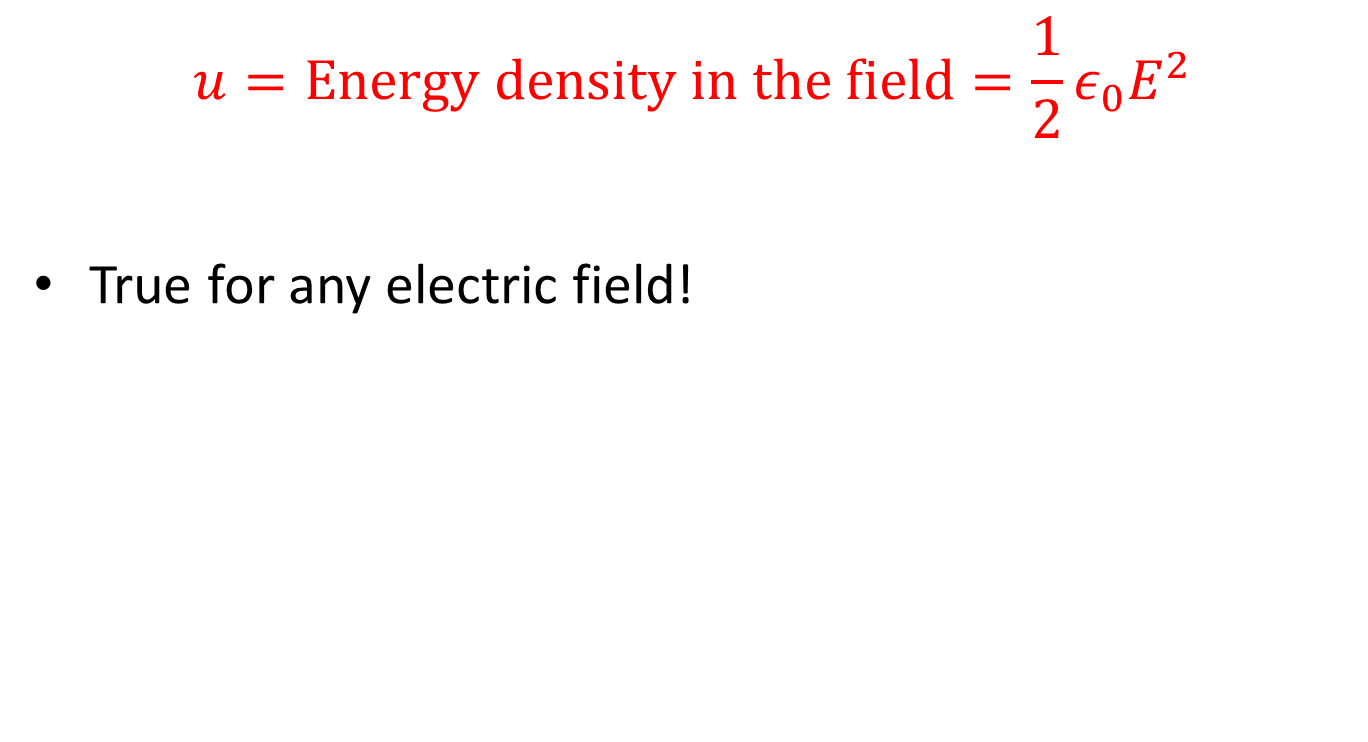 u = Energy density in the field = 1/2 ϵ₀E²
• True for any electric field!